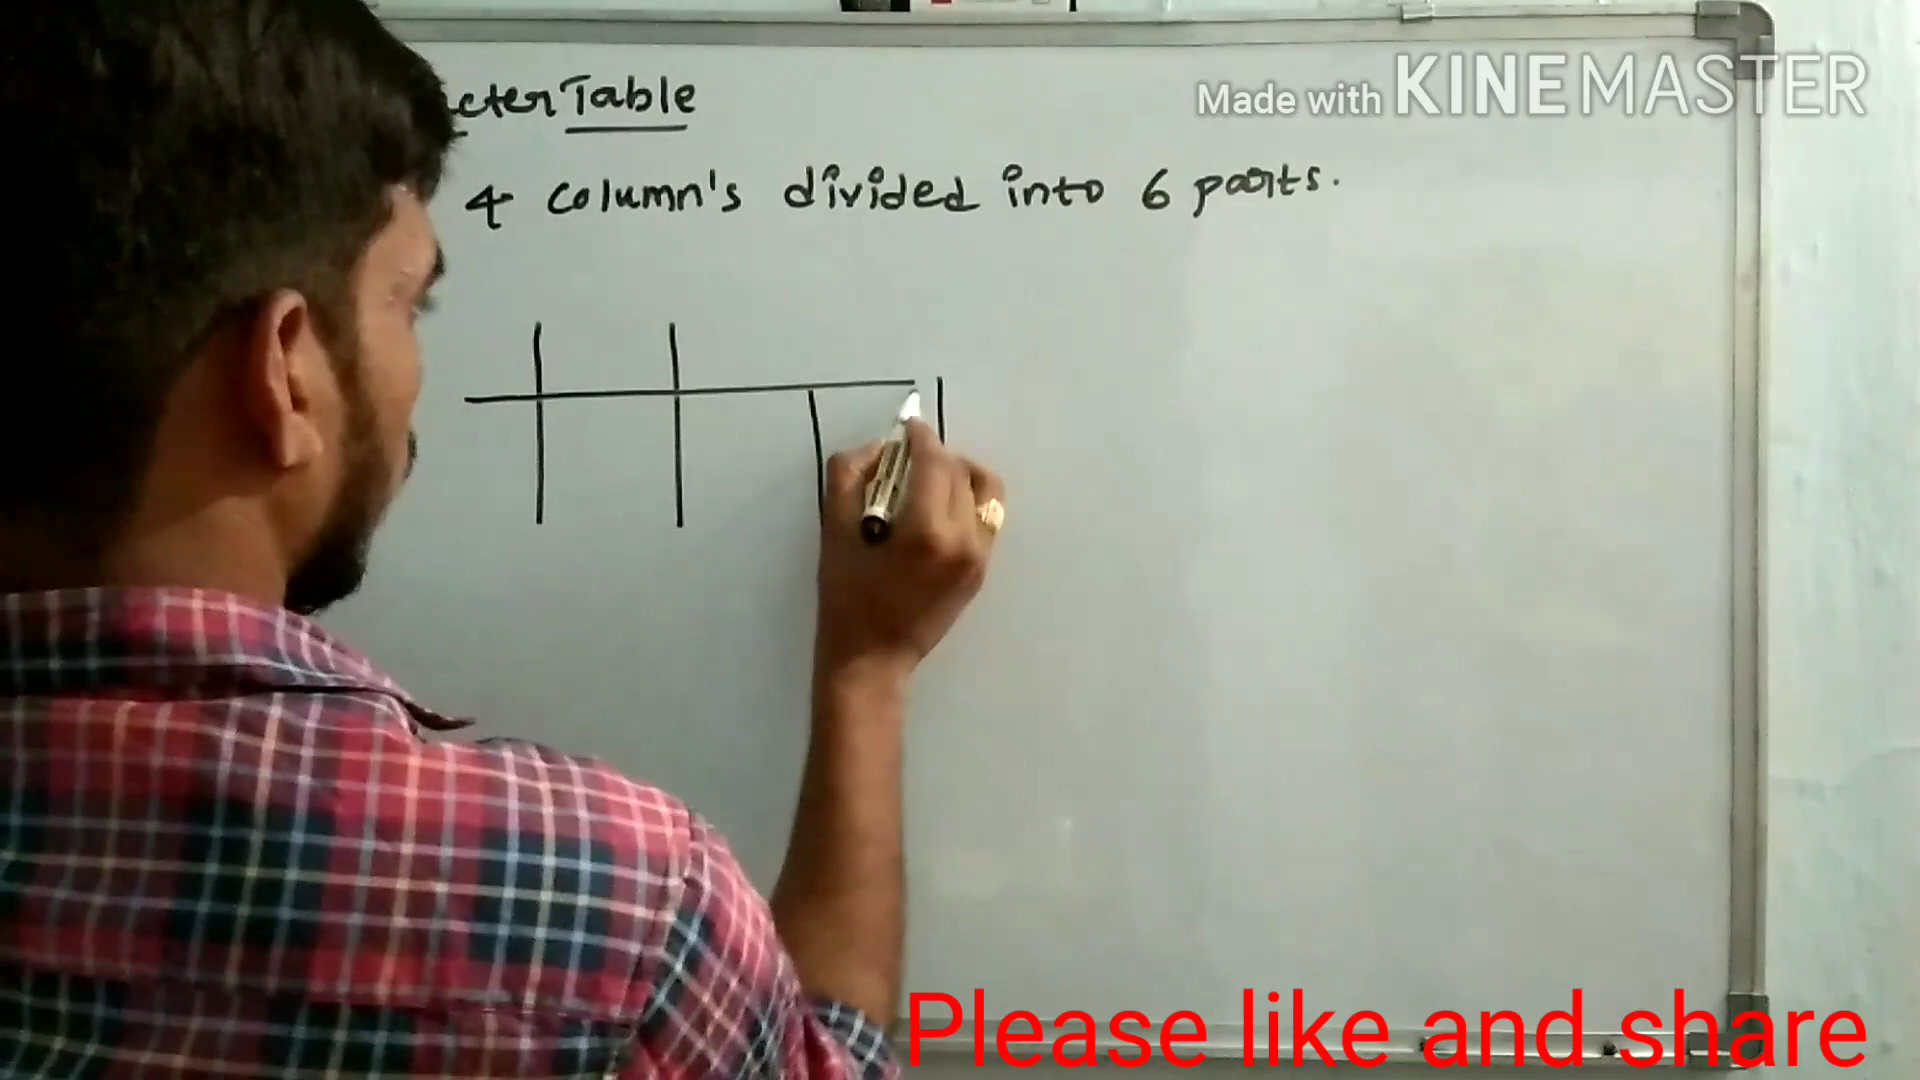 Made with KINEMASTER
cter Table
4 column's divided into 6 parts.
Please like and share